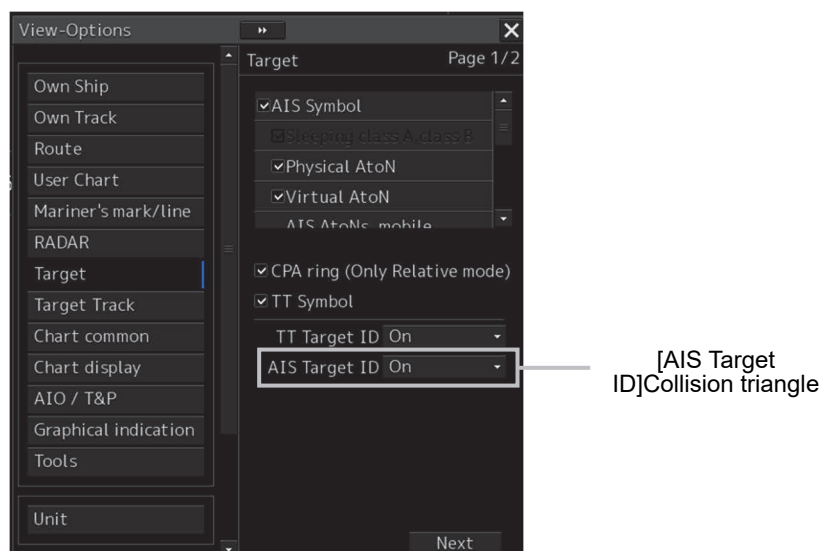 View-Options
Own Ship
Own Track
Route
User Chart
Mariner's mark/line
RADAR
Target
Target Track
Chart common
Chart display
AIO / T&P
Graphical indication
Tools
Unit
Target Page 1/2
AIS Symbol
Sleeping class A,class B
Physical AtoN
Virtual AtoN
AIS AtoNs, mobile
CPA ring (Only Relative mode)
TT Symbol
TT Target ID On
AIS Target ID On
Next
[AIS Target
ID]Collision triangle